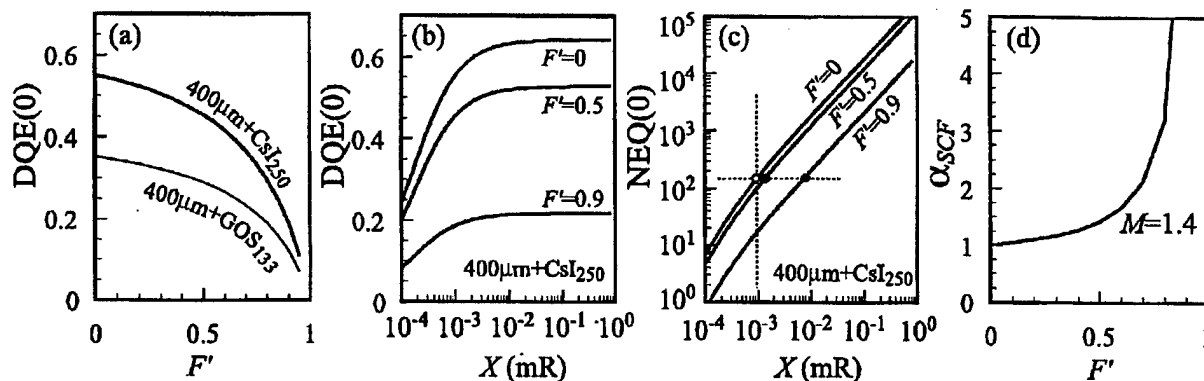 (a)
DQE(0)
0.6
0.4
0.2
0
400μm+CsI250
400μm+GOS133
0
0.5
1
F'
(b)
DQE(0)
0.6
0.4
0.2
0
F'=0
F'=0.5
F'=0.9
400μm+CsI250
10-4
10-3
10-2
10-1
100
X (mR)
(c)
NEQ(0)
105
104
103
102
101
100
F'=0
F'=0.5
F'=0.9
400μm+CsI250
10-4
10-3
10-2
10-1
100
X (mR)
(d)
αSCF
5
4
3
2
1
0
M=1.4
0
0.5
1
F'